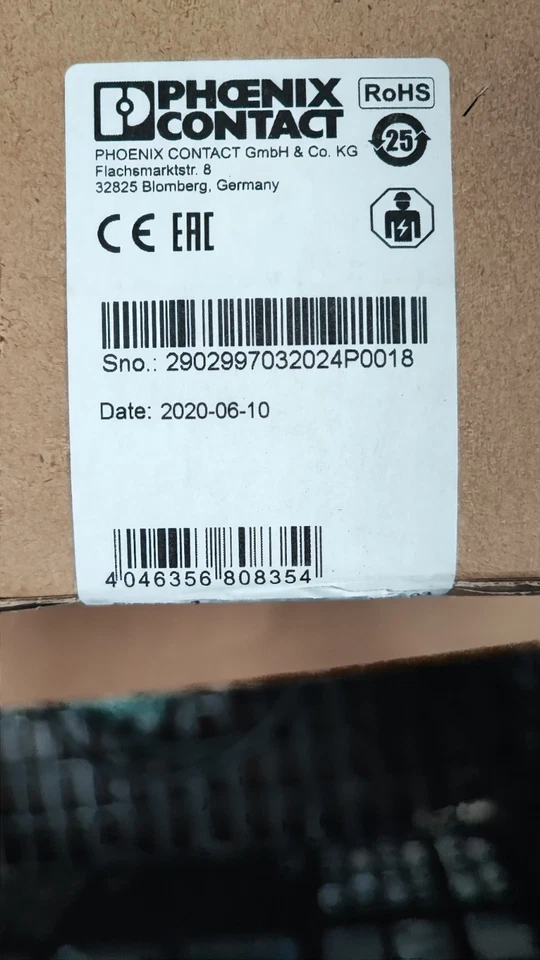 PHŒNIX
CONTACT
RoHS
25
PHOENIX CONTACT GmbH & Co. KG
Flachsmarktstr. 8
32825 Blomberg, Germany
CE EAC
Sno.: 2902997032024P0018
Date: 2020-06-10
4 046356 808354